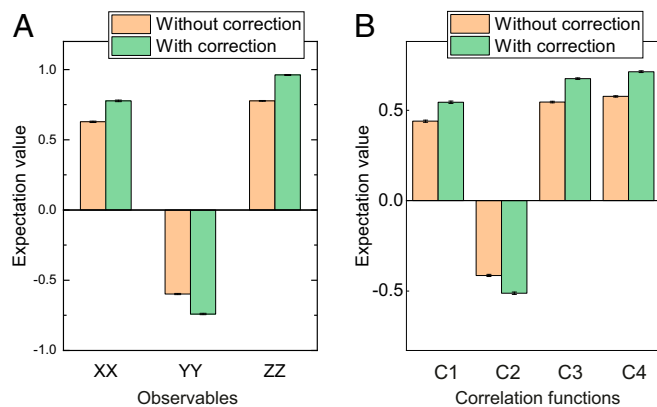 A
Without correction
With correction
Expectation value
1.0
0.5
0.0
-0.5
-1.0
XX YY ZZ
Observables
B
Without correction
With correction
Expectation value
0.5
0.0
-0.5
C1 C2 C3 C4
Correlation functions